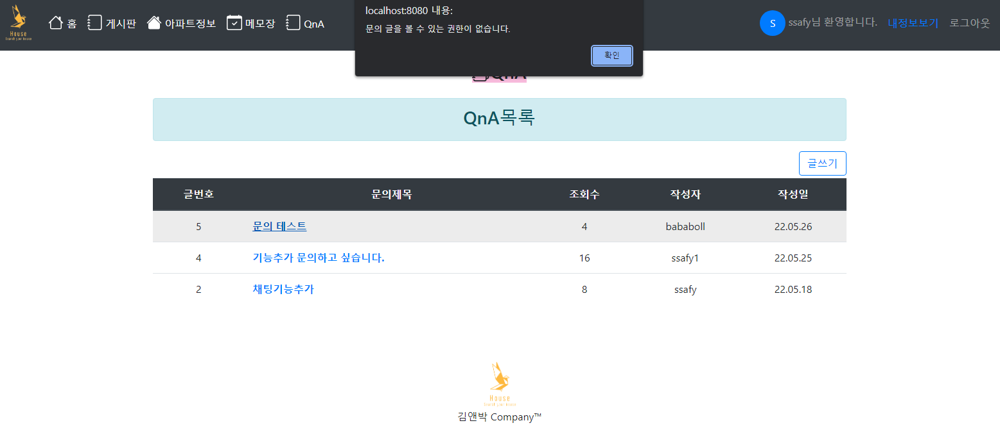 House
Search your house
홈
게시판
아파트정보
메모장
QnA
localhost:8080 내용:
문의 글을 볼 수 있는 권한이 없습니다.
확인
S
ssafy님 환영합니다.
내정보보기
로그아웃
QnA
QnA목록
글쓰기
글번호 문의제목 조회수 작성자 작성일
5 문의 테스트 4 bababoll 22.05.26
4 기능추가 문의하고 싶습니다. 16 ssafy1 22.05.25
2 채팅기능추가 8 ssafy 22.05.18
House
Search your house
김앤박 Company™